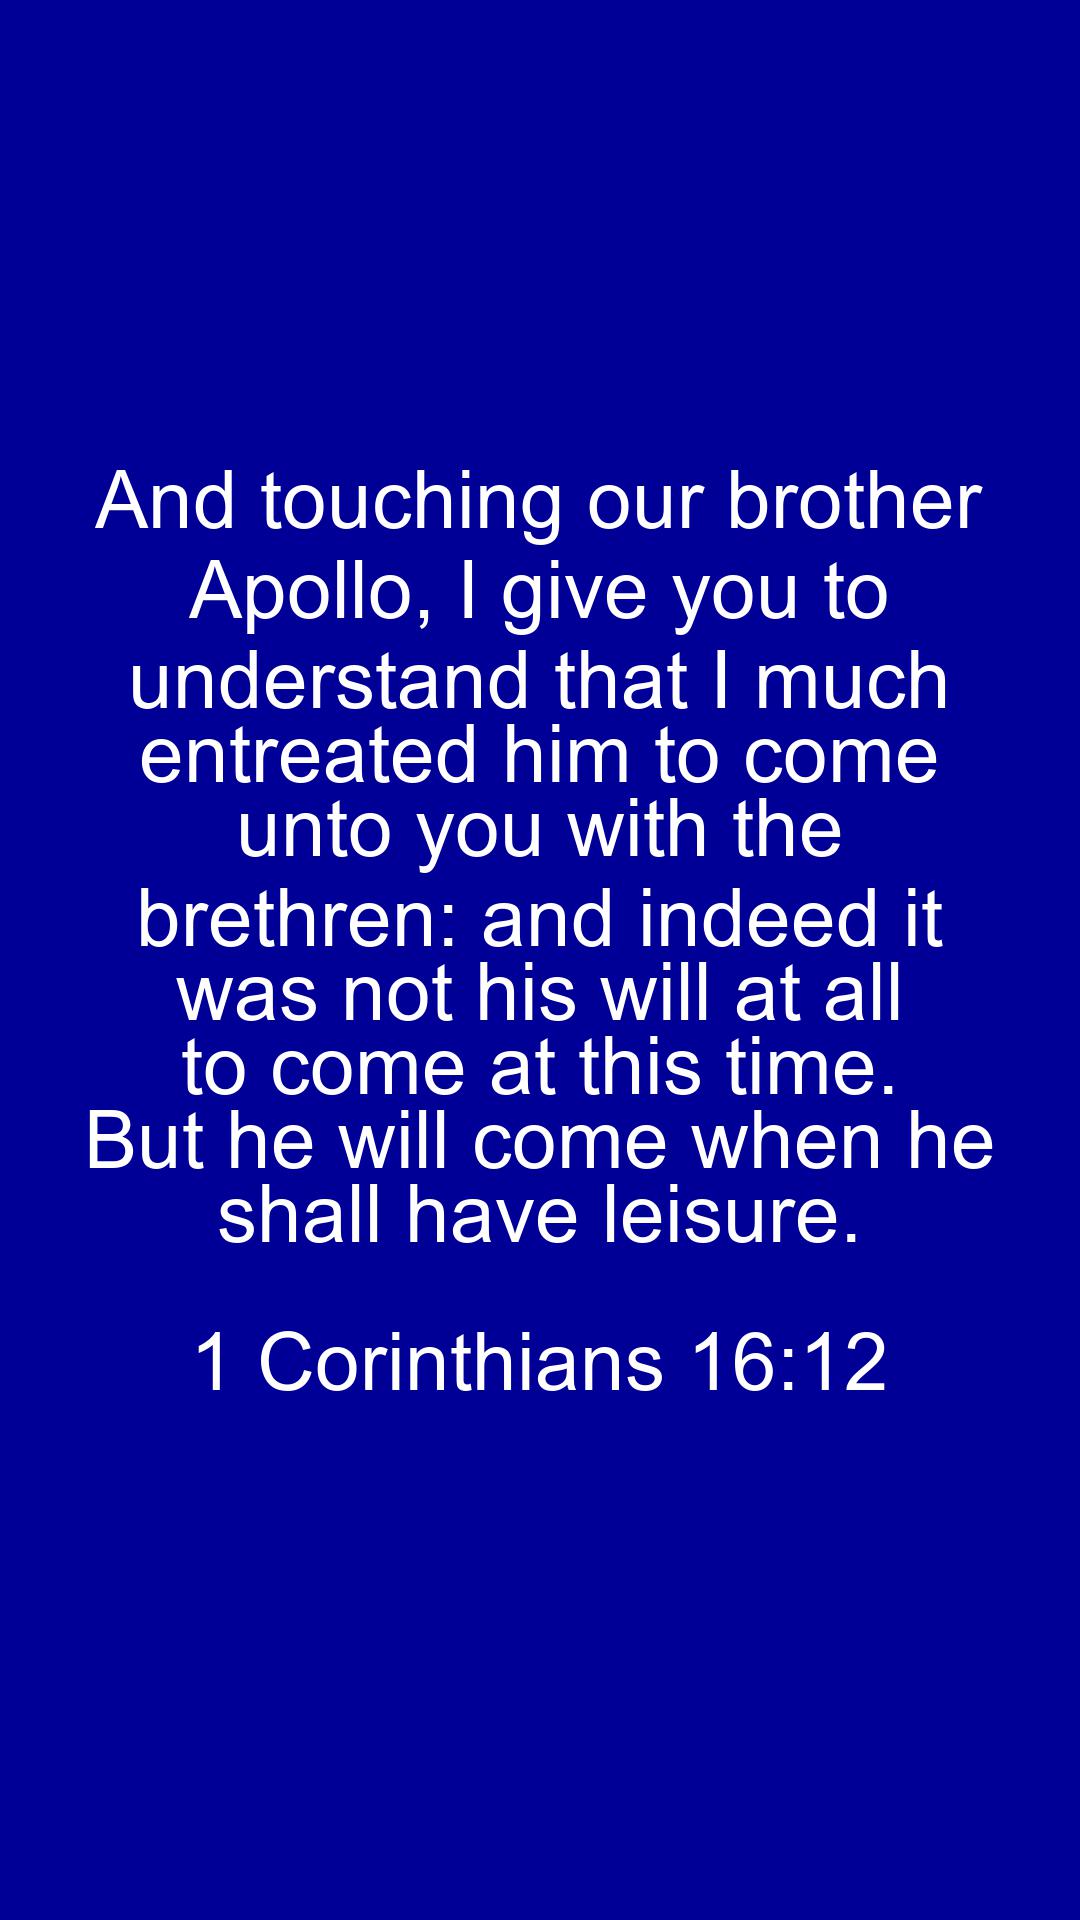 And touching our brother
Apollo, I give you to
understand that I much
entreated him to come
unto you with the
brethren: and indeed it
was not his will at all
to come at this time.
But he will come when he
shall have leisure.
1 Corinthians 16:12